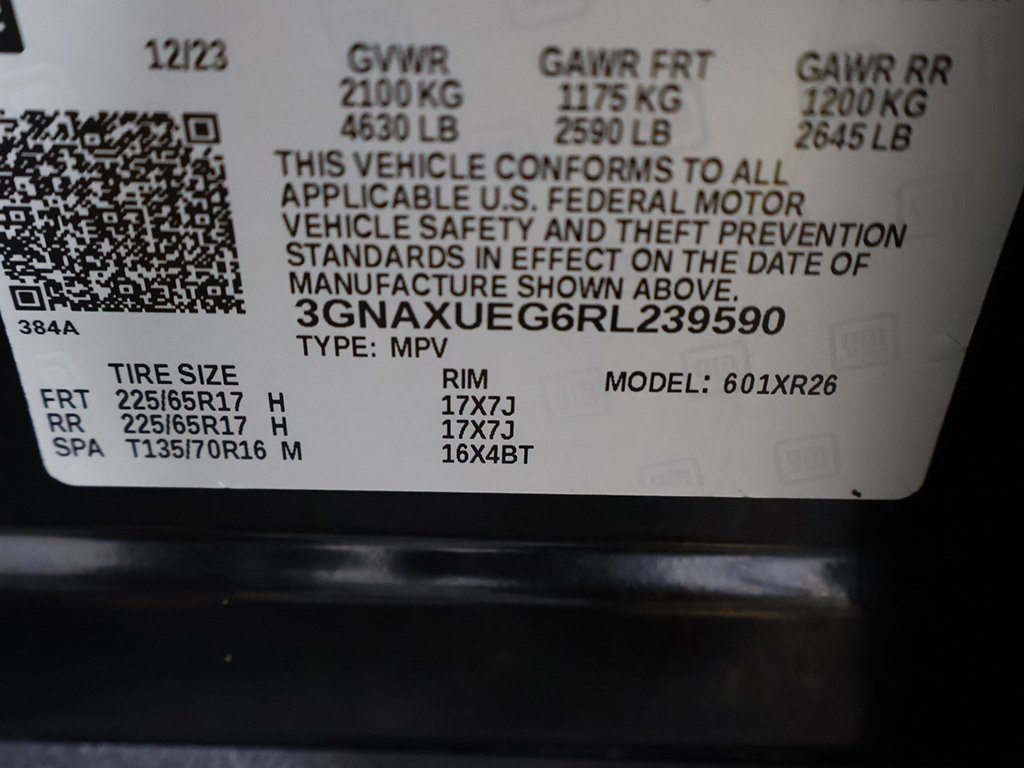 12/23 GVWR GAWR FRT GAWR RR
2100 KG 1175 KG 1200 KG
4630 LB 2590 LB 2645 LB
THIS VEHICLE CONFORMS TO ALL
APPLICABLE U.S. FEDERAL MOTOR
VEHICLE SAFETY AND THEFT PREVENTION
STANDARDS IN EFFECT ON THE DATE OF
MANUFACTURE SHOWN ABOVE.
3GNAXUEG6RL239590
384A
TYPE: MPV
TIRE SIZE RIM MODEL: 601XR26
FRT 225/65R17 H 17X7J
RR 225/65R17 H 17X7J
SPA T135/70R16 M 16X4BT
gm
gm
gm